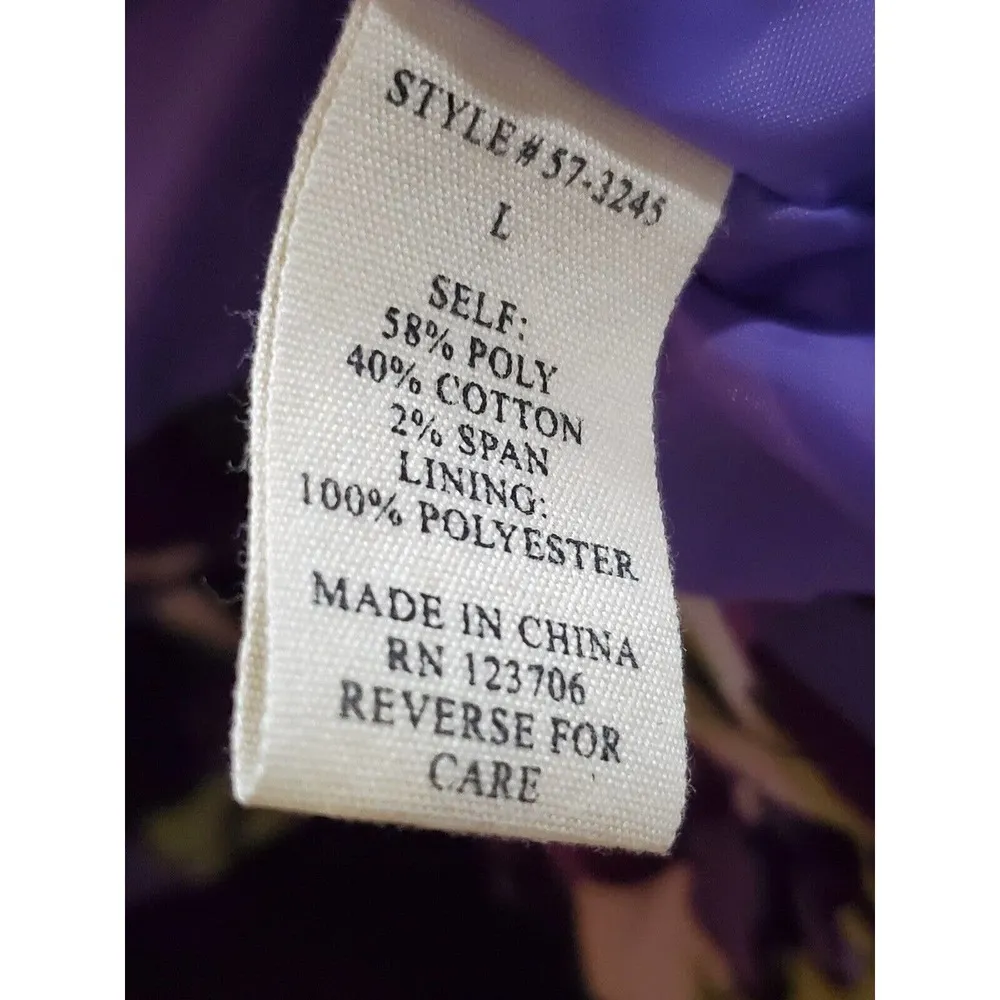 STYLE # 57-3245
L
SELF:
58% POLY
40% COTTON
2% SPAN
LINING:
100% POLYESTER
MADE IN CHINA
RN 123706
REVERSE FOR
CARE